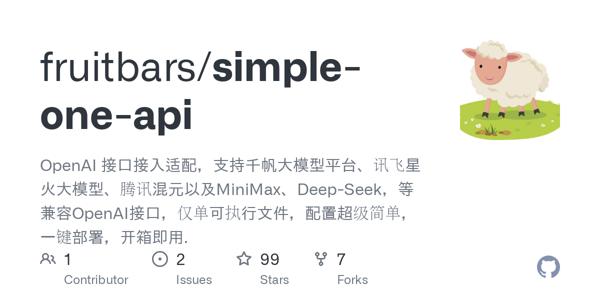 fruitbars/simple-
one-api
OpenAI 接口接入适配，支持千帆大模型平台、讯飞星
火大模型、腾讯混元以及MiniMax、Deep-Seek，等
兼容OpenAI接口，仅单可执行文件，配置超级简单，
一键部署，开箱即用.
1 2 99 7
Contributor Issues Stars Forks